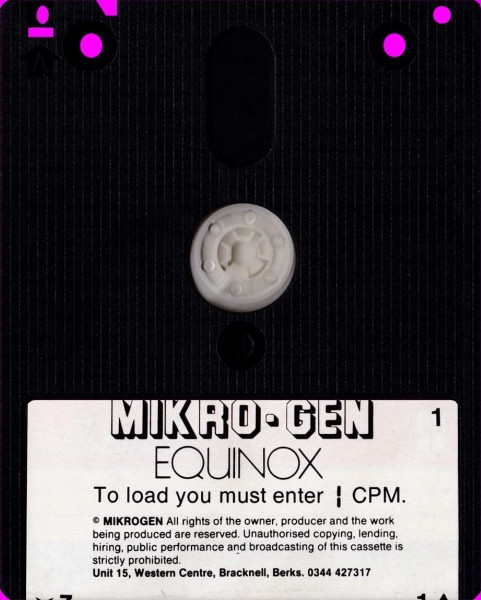 MIKRO-GEN 1
EQUINOX
To load you must enter ¦ CPM.
© MIKROGEN All rights of the owner, producer and the work
being produced are reserved. Unauthorised copying, lending,
hiring, public performance and broadcasting of this cassette is
strictly prohibited.
Unit 15, Western Centre, Bracknell, Berks. 0344 427317